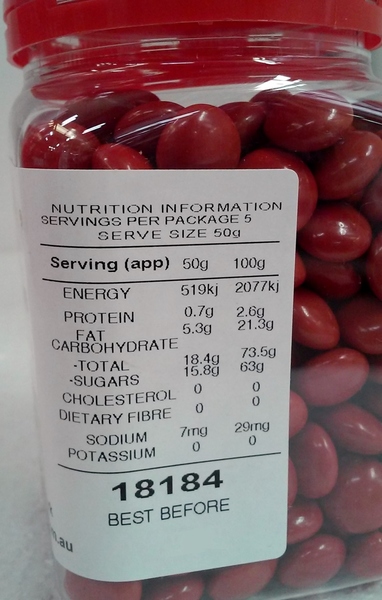 NUTRITION INFORMATION
SERVINGS PER PACKAGE 5
SERVE SIZE 50g
Serving (app) 50g 100g
ENERGY 519kj 2077kj
PROTEIN 0.7g 2.6g
FAT 5.3g 21.3g
CARBOHYDRATE
-TOTAL 18.4g 73.5g
-SUGARS 15.8g 63g
CHOLESTEROL 0 0
DIETARY FIBRE 0 0
SODIUM 7mg 29mg
POTASSIUM 0 0
18184
BEST BEFORE
.au